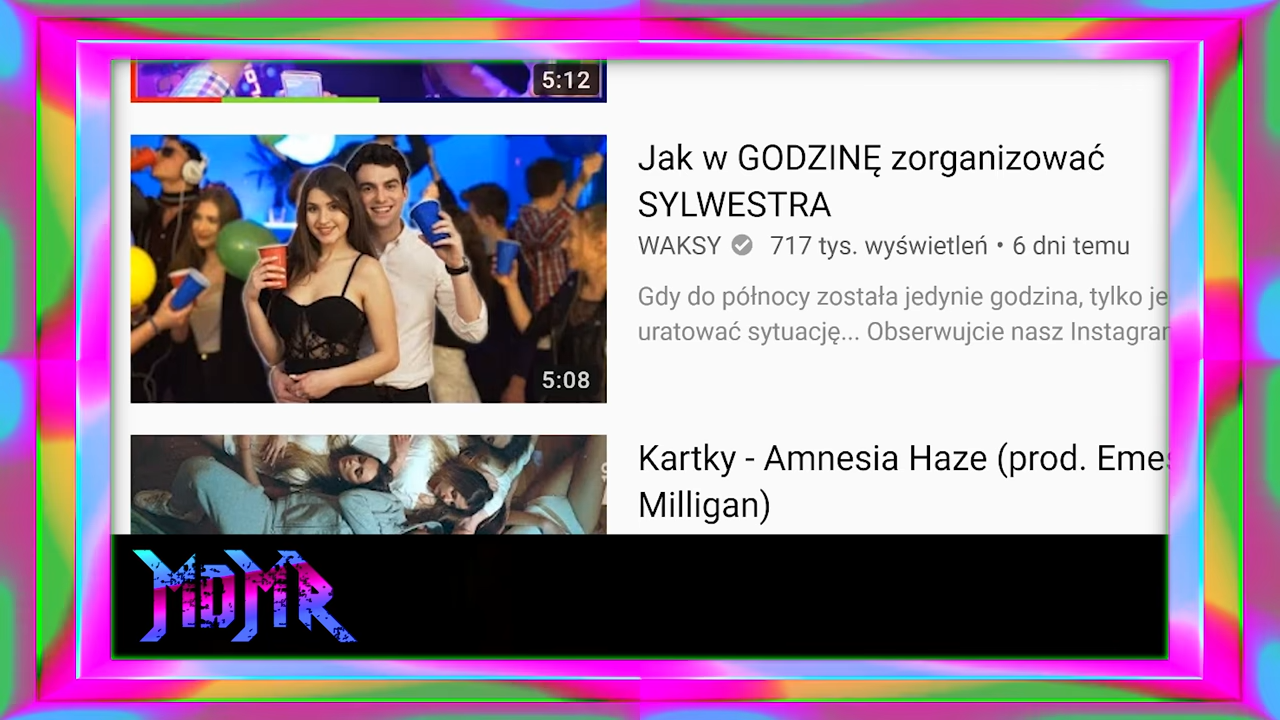 5:12
Jak w GODZINĘ zorganizować
SYLWESTRA
WAKSY 717 tys. wyświetleń • 6 dni temu
Gdy do północy została jedynie godzina, tylko je
uratować sytuację... Obserwujcie nasz Instagra
5:08
Kartky - Amnesia Haze (prod. Emes
Milligan)
MDMR